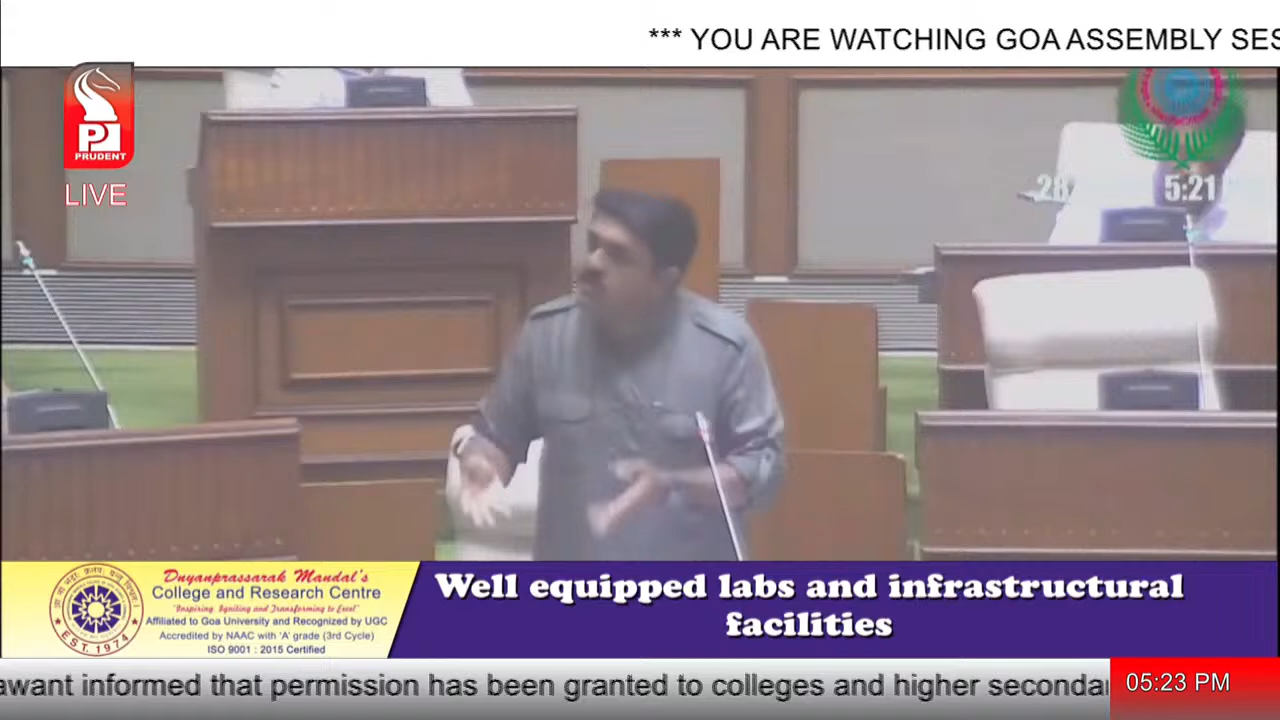 *** YOU ARE WATCHING GOA ASSEMBLY SES
PRUDENT
LIVE
28
5:21
Dnyanprassarak Mandal's
College and Research Centre
"Inspiring, Igniting and Transforming to Excel"
Affiliated to Goa University and Recognized by UGC
Accredited by NAAC with 'A' grade (3rd Cycle)
ISO 9001 : 2015 Certified
EST. 1974
Well equipped labs and infrastructural
facilities
awant informed that permission has been granted to colleges and higher secondar
05:23 PM